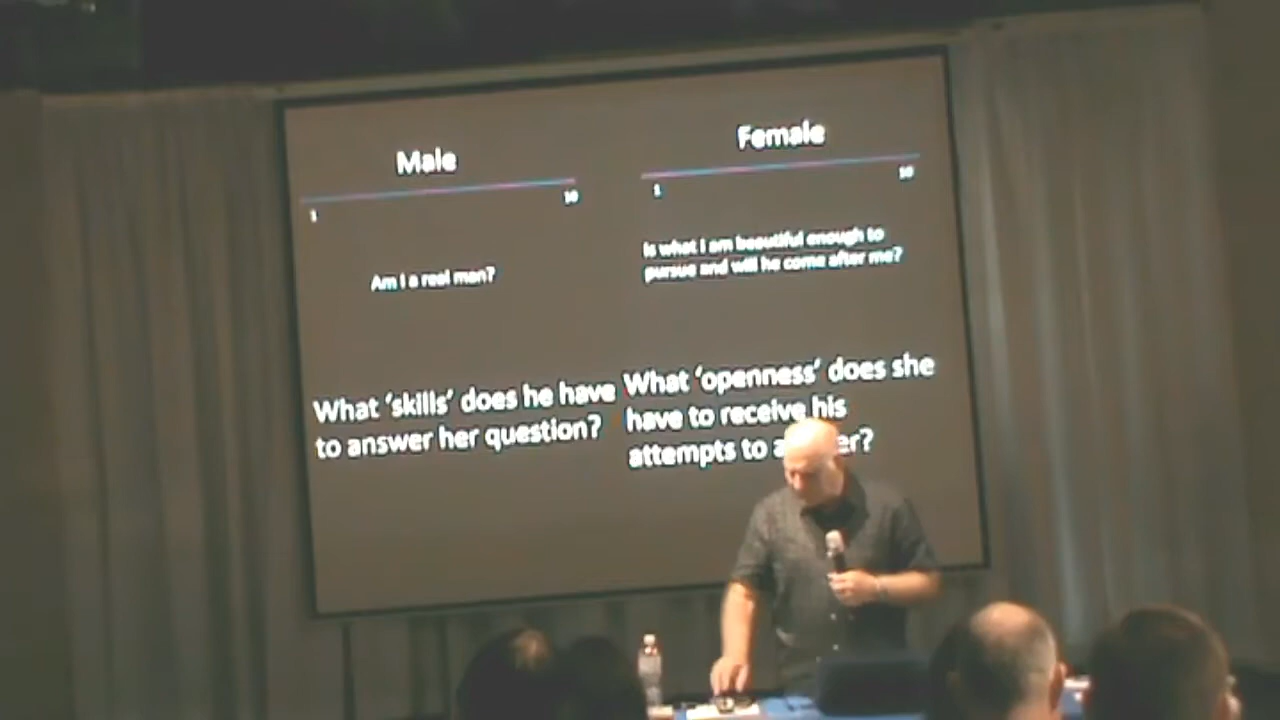 Male
1 10
Am I a real man?
What ‘skills’ does he have
to answer her question?
Female
1 10
Is what I am beautiful enough to
pursue and will he come after me?
What ‘openness’ does she
have to receive his
attempts to